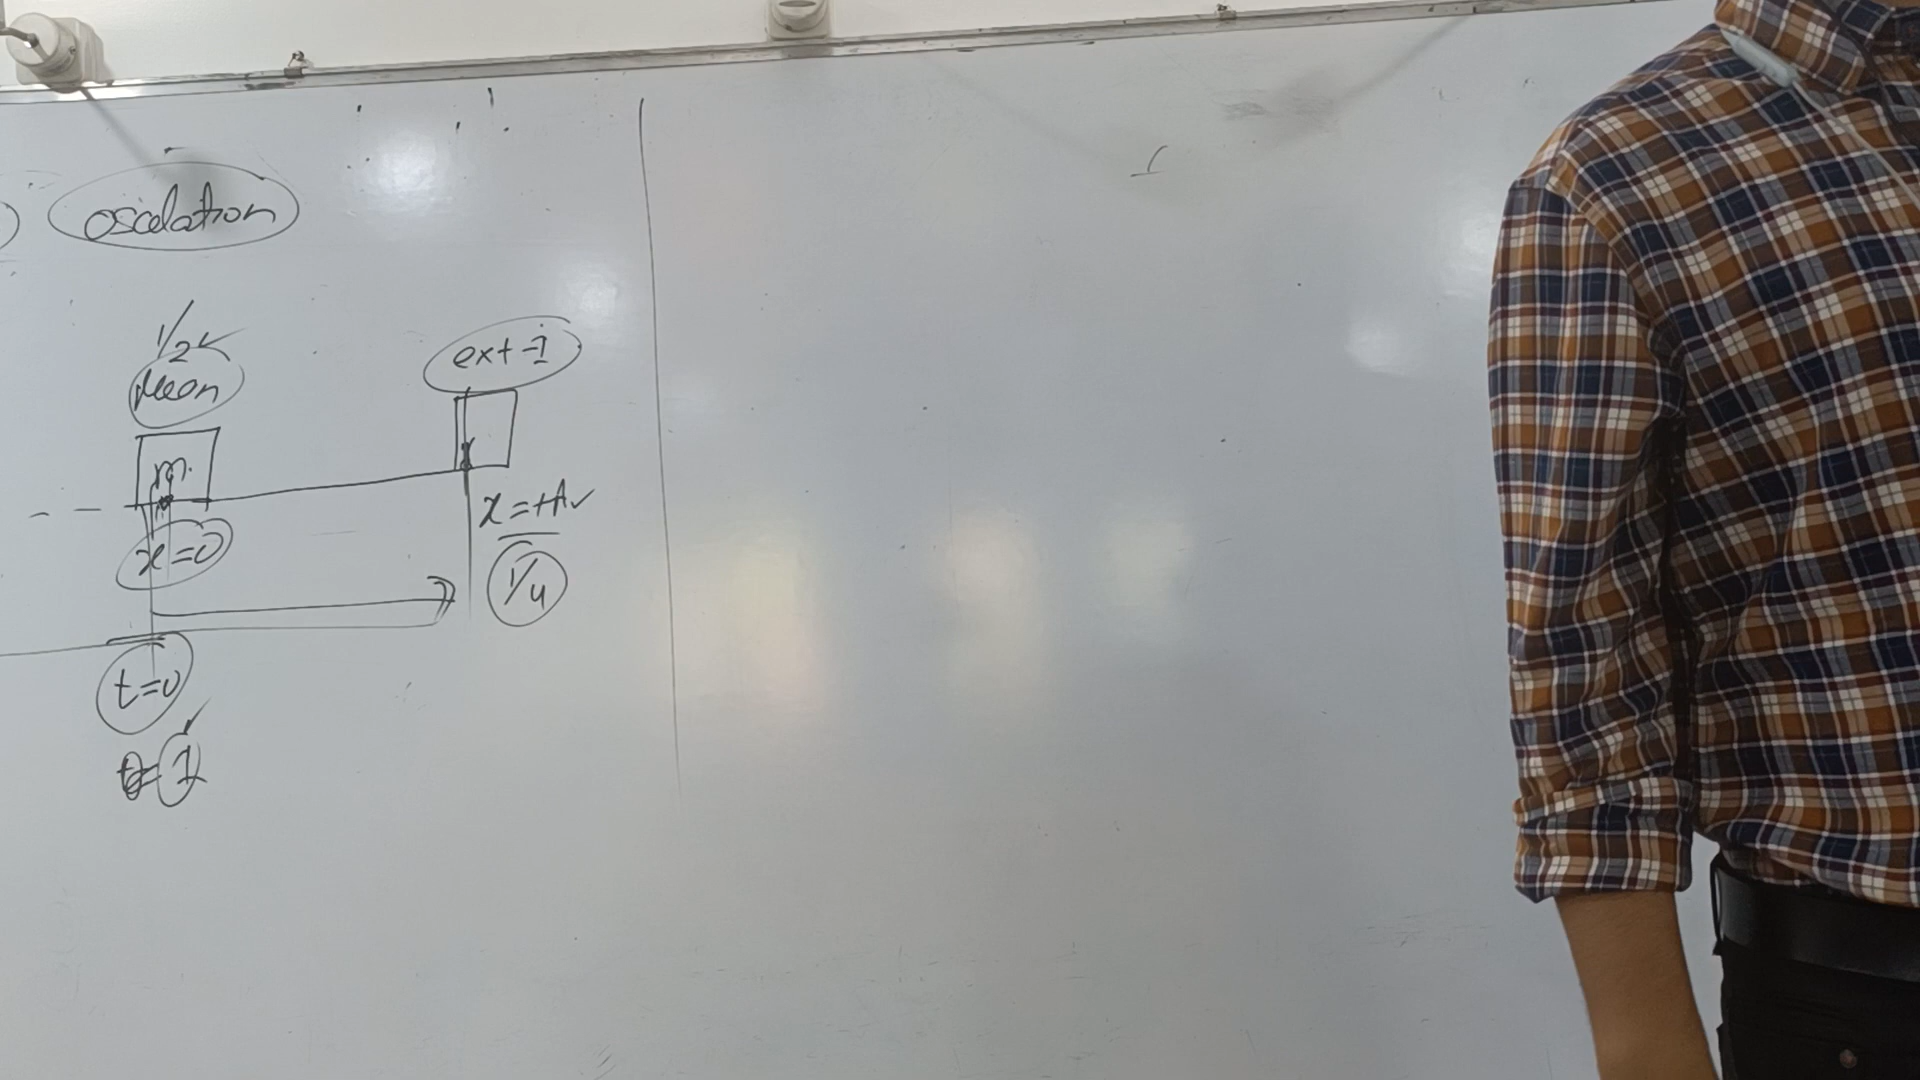 oscelation
1/2
Mean
ext-1
m
x=0
x=+A
1/4
t=0
1